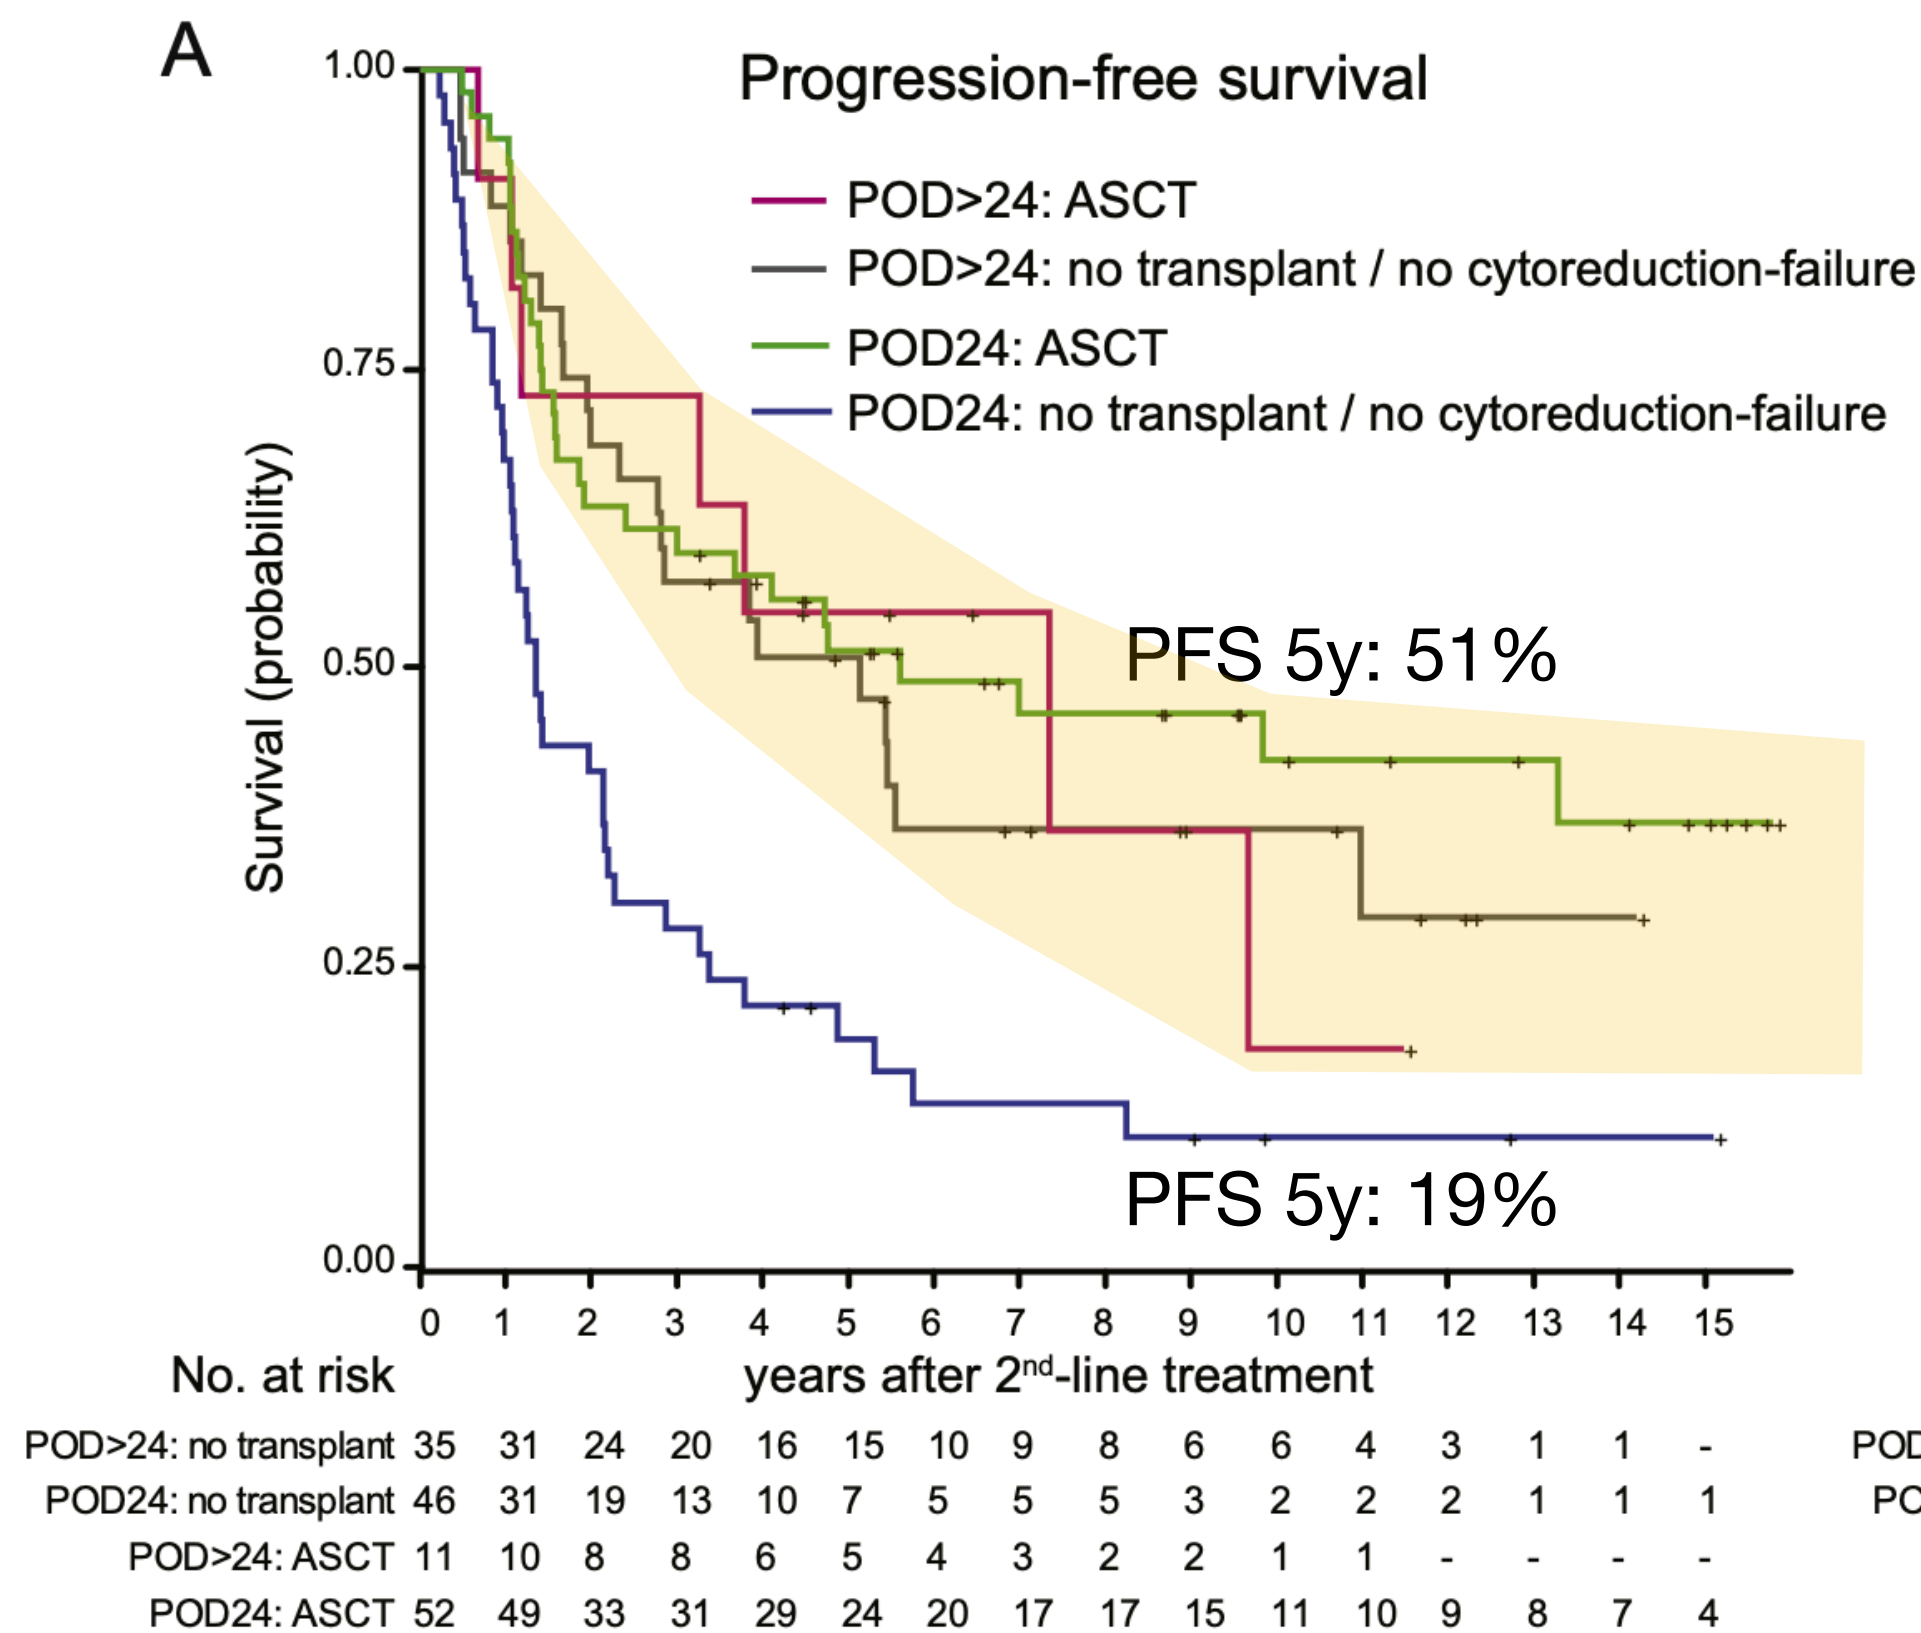 A
Progression-free survival
POD>24: ASCT
POD>24: no transplant / no cytoreduction-failure
POD24: ASCT
POD24: no transplant / no cytoreduction-failure
Survival (probability)
1.00
0.75
0.50
0.25
0.00
PFS 5y: 51%
PFS 5y: 19%
0 1 2 3 4 5 6 7 8 9 10 11 12 13 14 15
No. at risk years after 2nd-line treatment
POD>24: no transplant 35 31 24 20 16 15 10 9 8 6 6 4 3 1 1 - POD
POD24: no transplant 46 31 19 13 10 7 5 5 5 3 2 2 2 1 1 1 PO
POD>24: ASCT 11 10 8 8 6 5 4 3 2 2 1 1 - - - -
POD24: ASCT 52 49 33 31 29 24 20 17 17 15 11 10 9 8 7 4